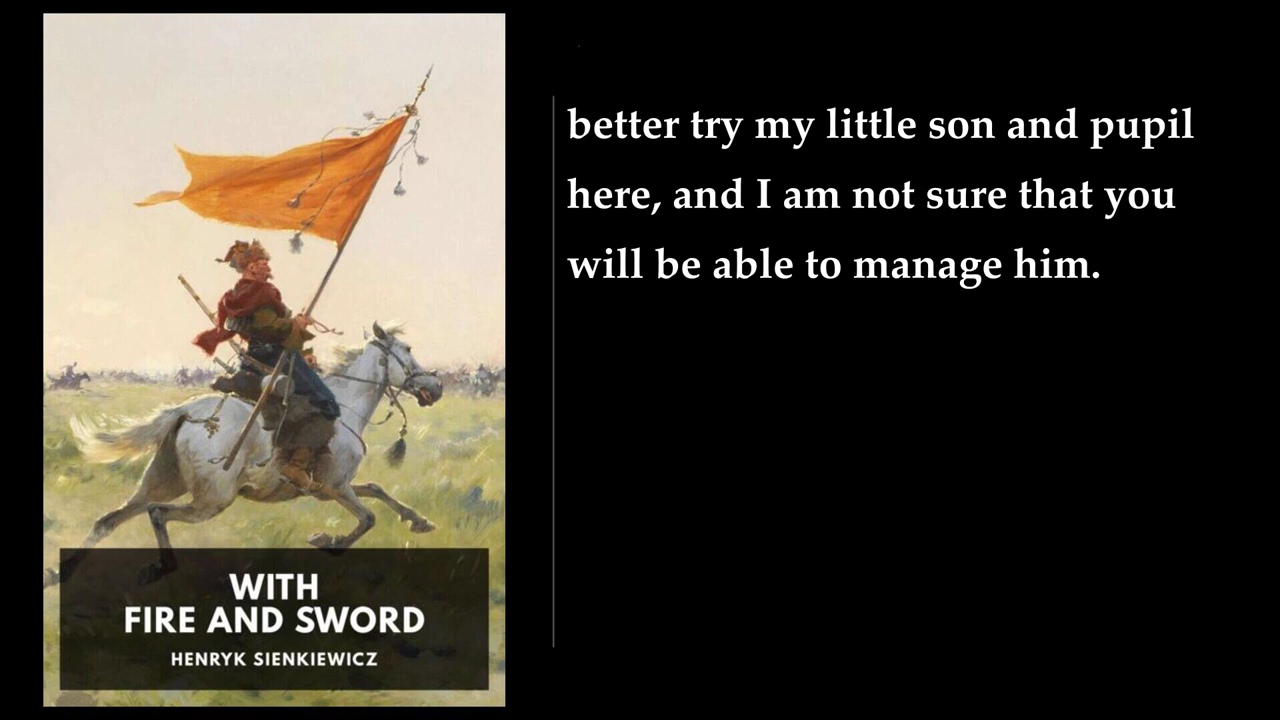 better try my little son and pupil
here, and I am not sure that you
will be able to manage him.
WITH
FIRE AND SWORD
HENRYK SIENKIEWICZ